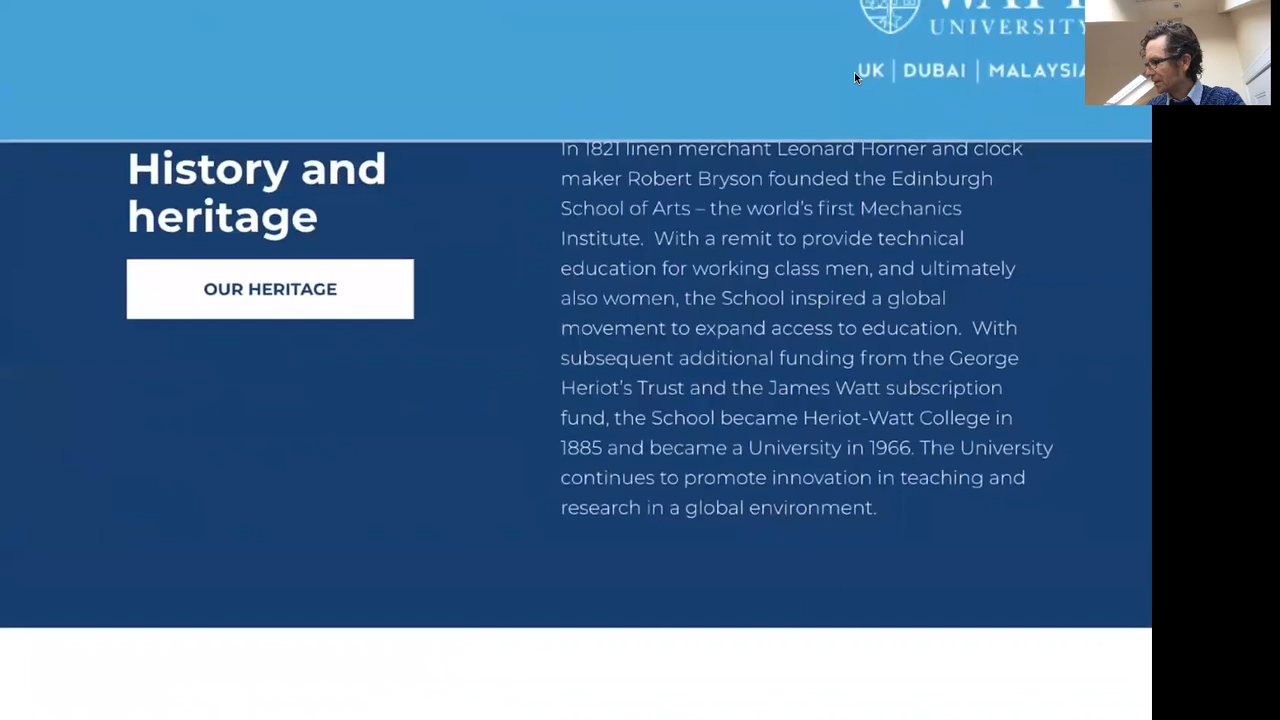 UNIVERSITY
UK | DUBAI | MALAYSIA
History and
heritage
OUR HERITAGE
In 1821 linen merchant Leonard Horner and clock
maker Robert Bryson founded the Edinburgh
School of Arts – the world's first Mechanics
Institute.  With a remit to provide technical
education for working class men, and ultimately
also women, the School inspired a global
movement to expand access to education.  With
subsequent additional funding from the George
Heriot's Trust and the James Watt subscription
fund, the School became Heriot-Watt College in
1885 and became a University in 1966. The University
continues to promote innovation in teaching and
research in a global environment.